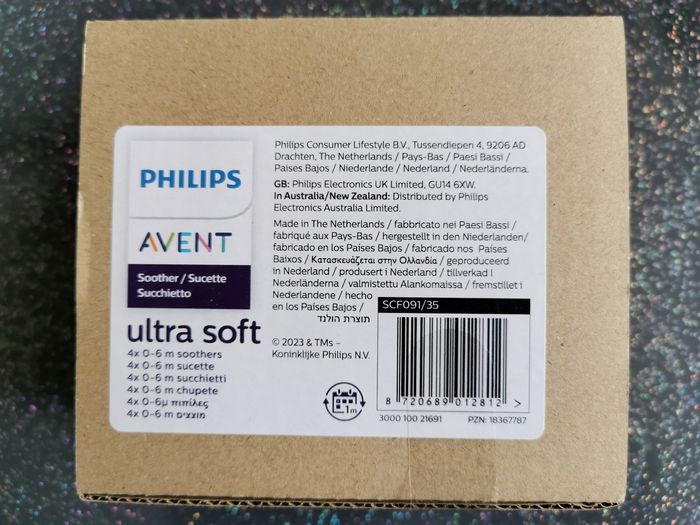 PHILIPS
AVENT
Soother / Sucette
Succhietto
ultra soft
4x 0-6 m soothers
4x 0-6 m sucette
4x 0-6 m succhietti
4x 0-6 m chupete
4x 0-6μ πιπίλες
4x 0-6 m מוצצים
Philips Consumer Lifestyle B.V., Tussendiepen 4, 9206 AD
Drachten, The Netherlands / Pays-Bas / Paesi Bassi /
Países Bajos / Niederlande / Nederland / Nederländerna.
GB: Philips Electronics UK Limited, GU14 6XW.
In Australia/New Zealand: Distributed by Philips
Electronics Australia Limited.
Made in The Netherlands / fabbricato nei Paesi Bassi /
fabriqué aux Pays-Bas / hergestellt in den Niederlanden/
fabricado en los Países Bajos / fabricado nos Países
Baixos / Κατασκευάζεται στην Ολλανδία / geproduceerd
in Nederland / produsert i Nederland / tillverkad i
Nederländerna / valmistettu Alankomaissa / fremstillet i
Nederlandene / hecho
en los Países Bajos /
תוצרת הולנד
© 2023 & TMs –
Koninklijke Philips N.V.
1m
SCF091/35
8 720689 012812 >
3000 100 21691
PZN: 18367787